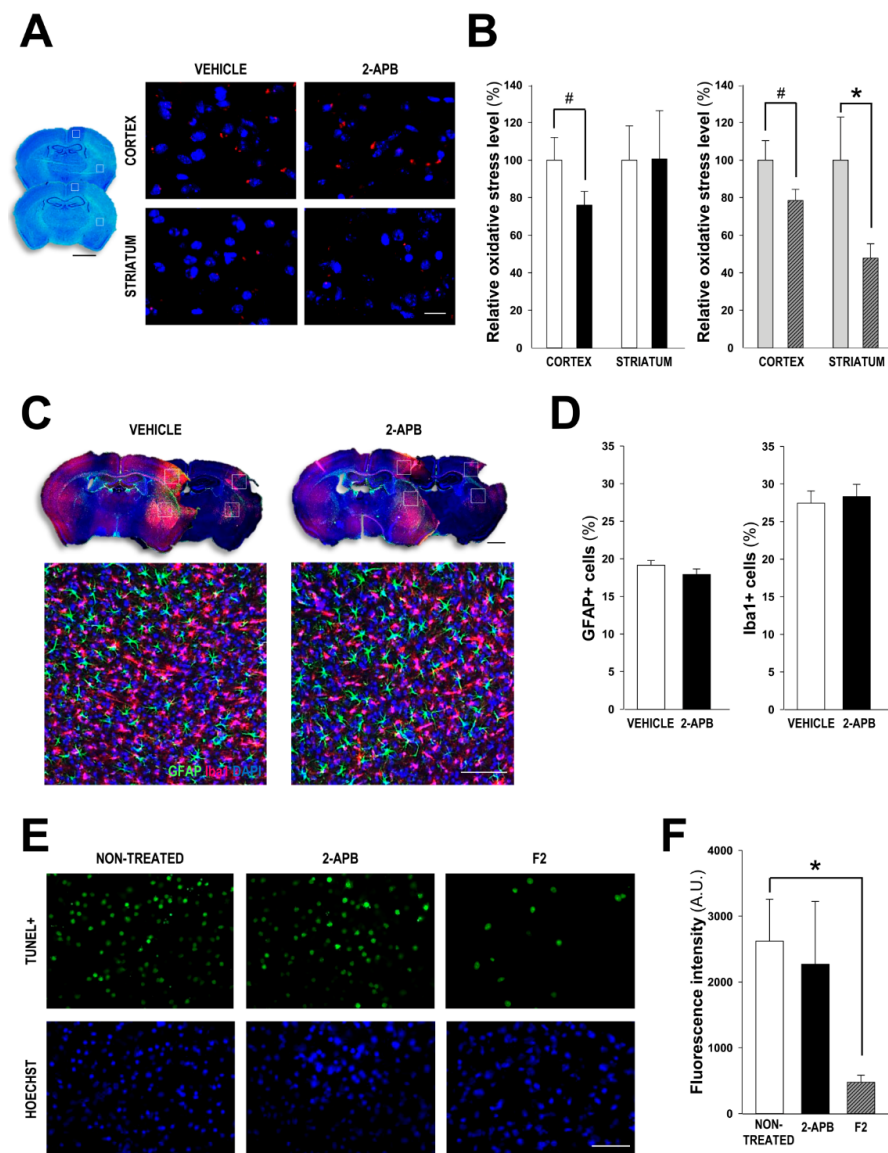 A
VEHICLE
2-APB
CORTEX
STRIATUM
B
Relative oxidative stress level (%)
140
120
100
80
60
40
20
0
#
CORTEX
STRIATUM
Relative oxidative stress level (%)
140
120
100
80
60
40
20
0
#
*
CORTEX
STRIATUM
C
VEHICLE
2-APB
GFAP Iba1 DAPI
D
GFAP+ cells (%)
35
30
25
20
15
10
5
0
VEHICLE 2-APB
Iba1+ cells (%)
35
30
25
20
15
10
5
0
VEHICLE 2-APB
E
NON-TREATED
2-APB
F2
TUNEL+
HOECHST
F
Fluorescence intensity (A.U.)
4000
3000
2000
1000
0
*
NON-
TREATED
2-APB
F2